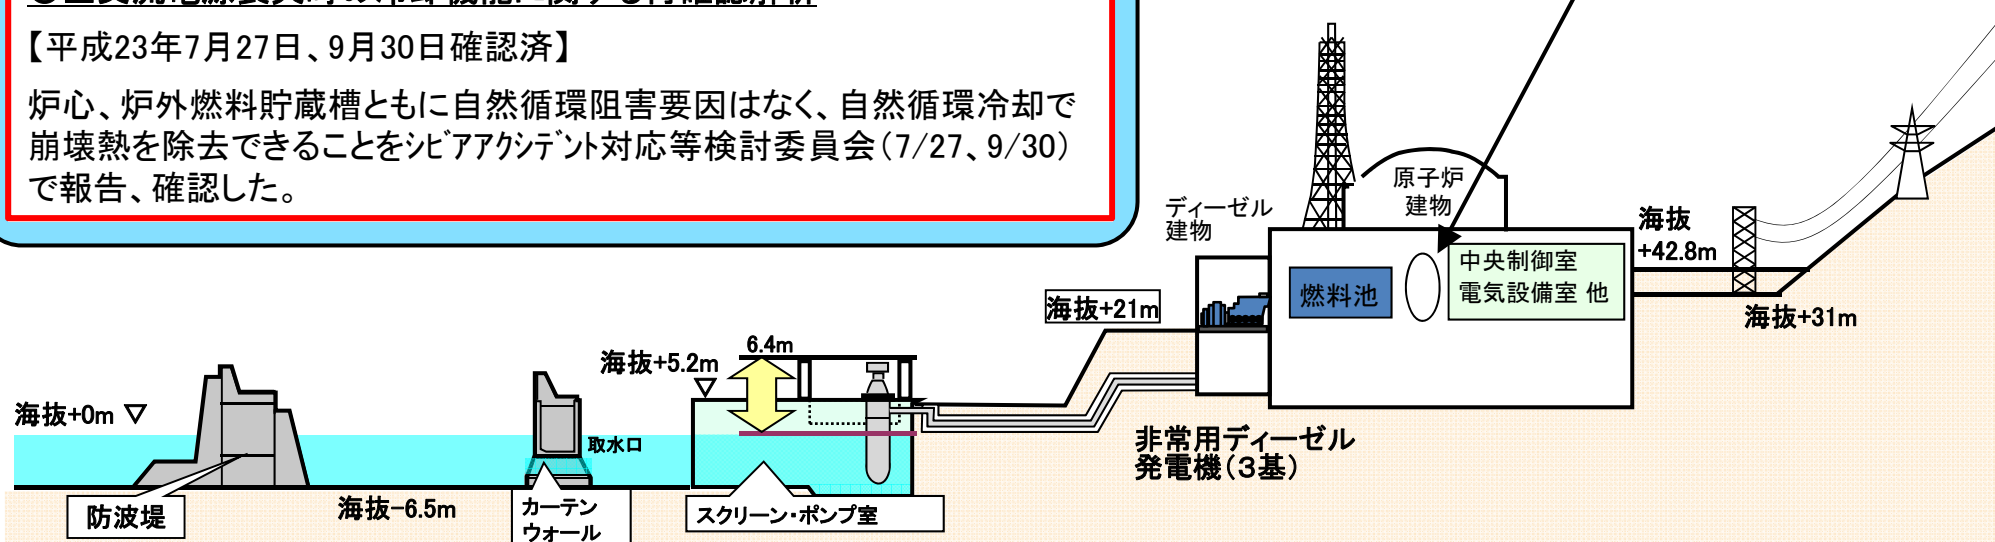 【平成23年7月27日、9月30日確認済】
炉心、炉外燃料貯蔵槽ともに自然循環阻害要因はなく、自然循環冷却で
崩壊熱を除去できることをシビアアクシデント対応等検討委員会(7/27、9/30)
で報告、確認した。
ディーゼル
建物
原子炉
建物
海抜
+42.8m
中央制御室
電気設備室 他
燃料池
海抜+31m
海抜+21m
6.4m
海抜+5.2m
海抜+0m
取水口
非常用ディーゼル
発電機(3基)
防波堤
海抜-6.5m
カーテン
ウォール
スクリーン・ポンプ室